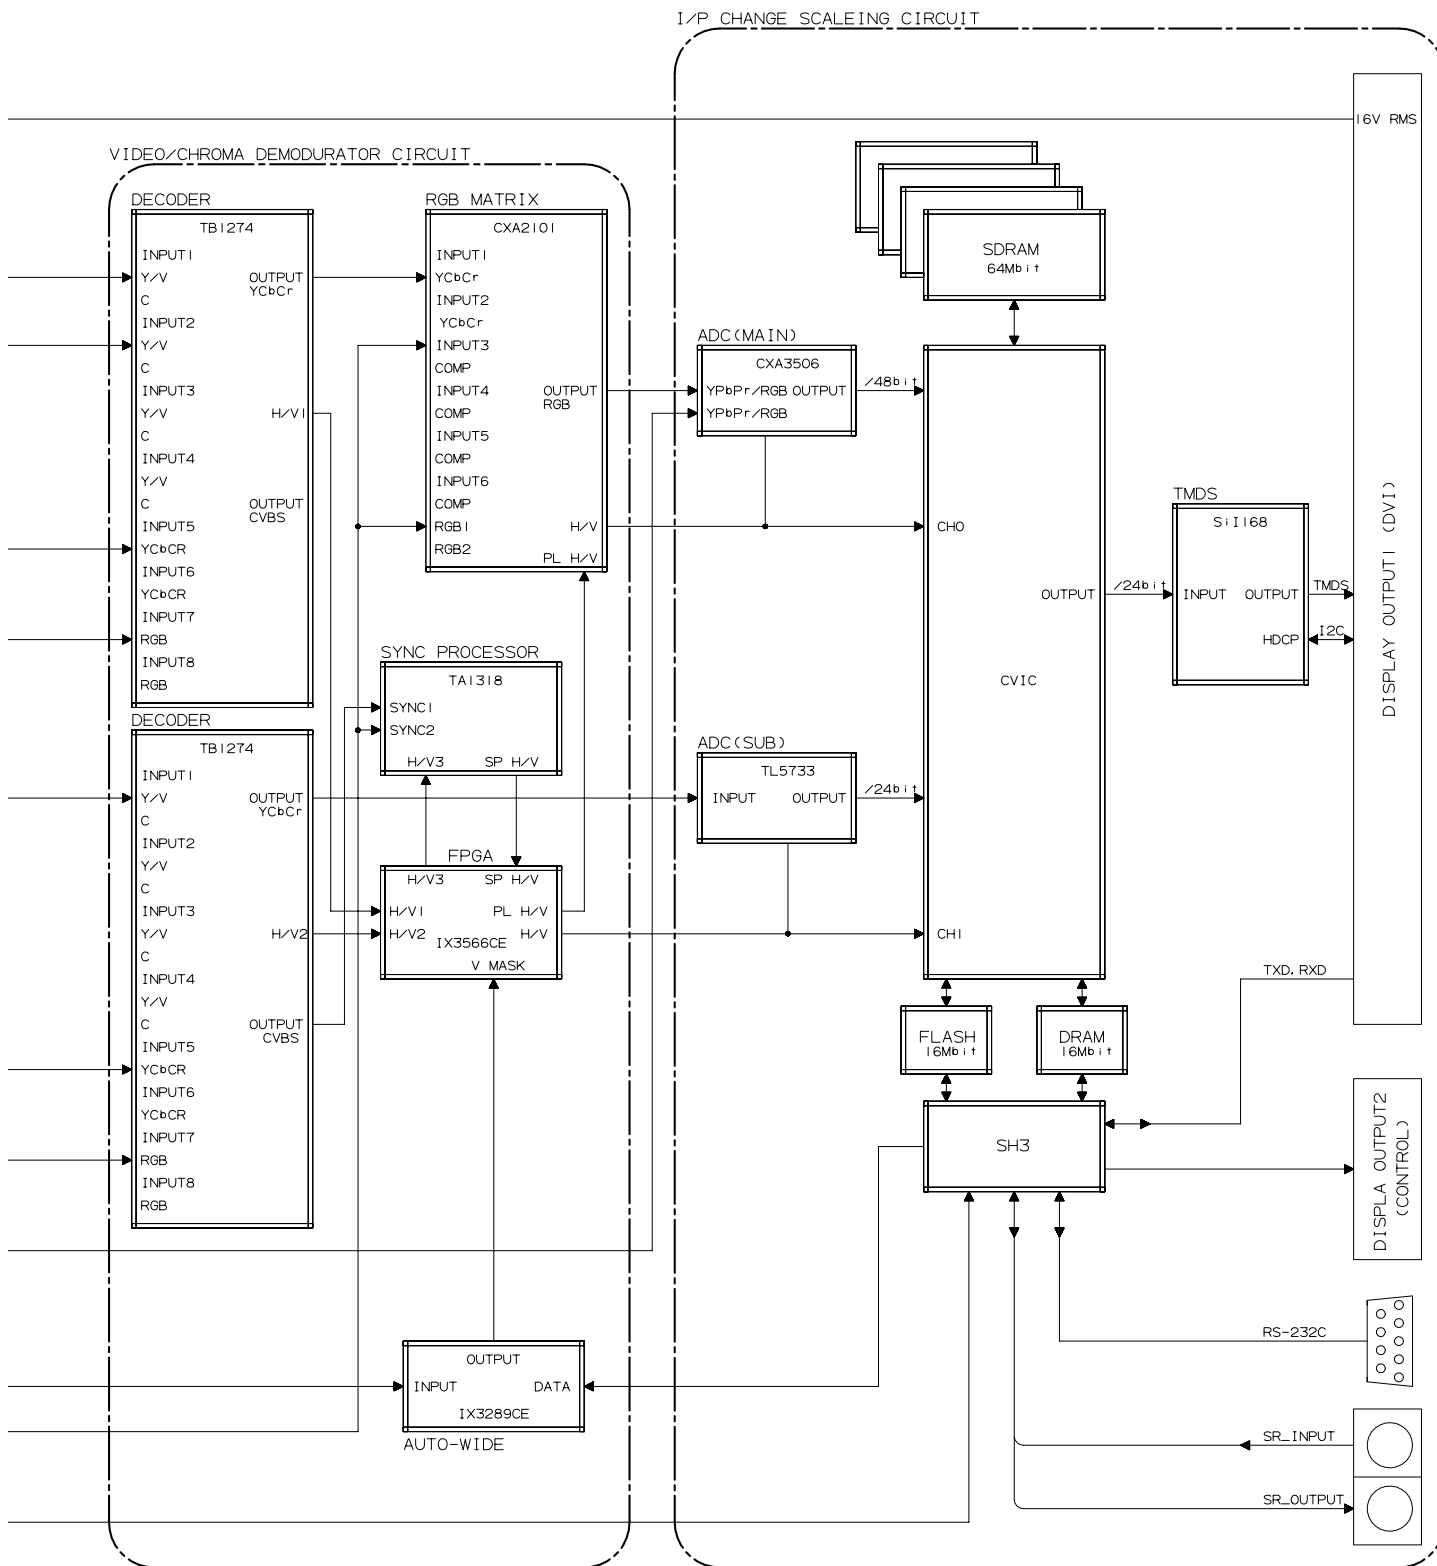 I/P CHANGE SCALEING CIRCUIT
16V RMS
VIDEO/CHROMA DEMODURATOR CIRCUIT
DECODER
TB1274
INPUT1
Y/V
C
INPUT2
Y/V
C
INPUT3
Y/V
C
INPUT4
Y/V
C
INPUT5
YCbCR
INPUT6
YCbCR
INPUT7
RGB
INPUT8
RGB
OUTPUT
YCbCr
H/V1
OUTPUT
CVBS
RGB MATRIX
CXA2101
INPUT1
YCbCr
INPUT2
YCbCr
INPUT3
COMP
INPUT4
COMP
INPUT5
COMP
INPUT6
COMP
RGB1
RGB2
OUTPUT
RGB
H/V
PL H/V
SYNC PROCESSOR
TA1318
SYNC1
SYNC2
H/V3 SP H/V
DECODER
TB1274
INPUT1
Y/V
C
INPUT2
Y/V
C
INPUT3
Y/V
C
INPUT4
Y/V
C
INPUT5
YCbCR
INPUT6
YCbCR
INPUT7
RGB
INPUT8
RGB
OUTPUT
YCbCr
H/V2
OUTPUT
CVBS
FPGA
H/V3 SP H/V
H/V1 PL H/V
H/V2 H/V
IX3566CE
V MASK
OUTPUT
INPUT DATA
IX3289CE
AUTO-WIDE
SDRAM
64Mbit
ADC(MAIN)
CXA3506
YPbPr/RGB OUTPUT
YPbPr/RGB
/48bit
CH0
OUTPUT
CVIC
CH1
ADC(SUB)
TL5733
INPUT OUTPUT
/24bit
/24bit
TMDS
SiI168
INPUT OUTPUT
HDCP
TMDS
I2C
DISPLAY OUTPUT1 (DVI)
FLASH
16Mbit
DRAM
16Mbit
SH3
TXD, RXD
DISPLA OUTPUT2
(CONTROL)
RS-232C
SR_INPUT
SR_OUTPUT